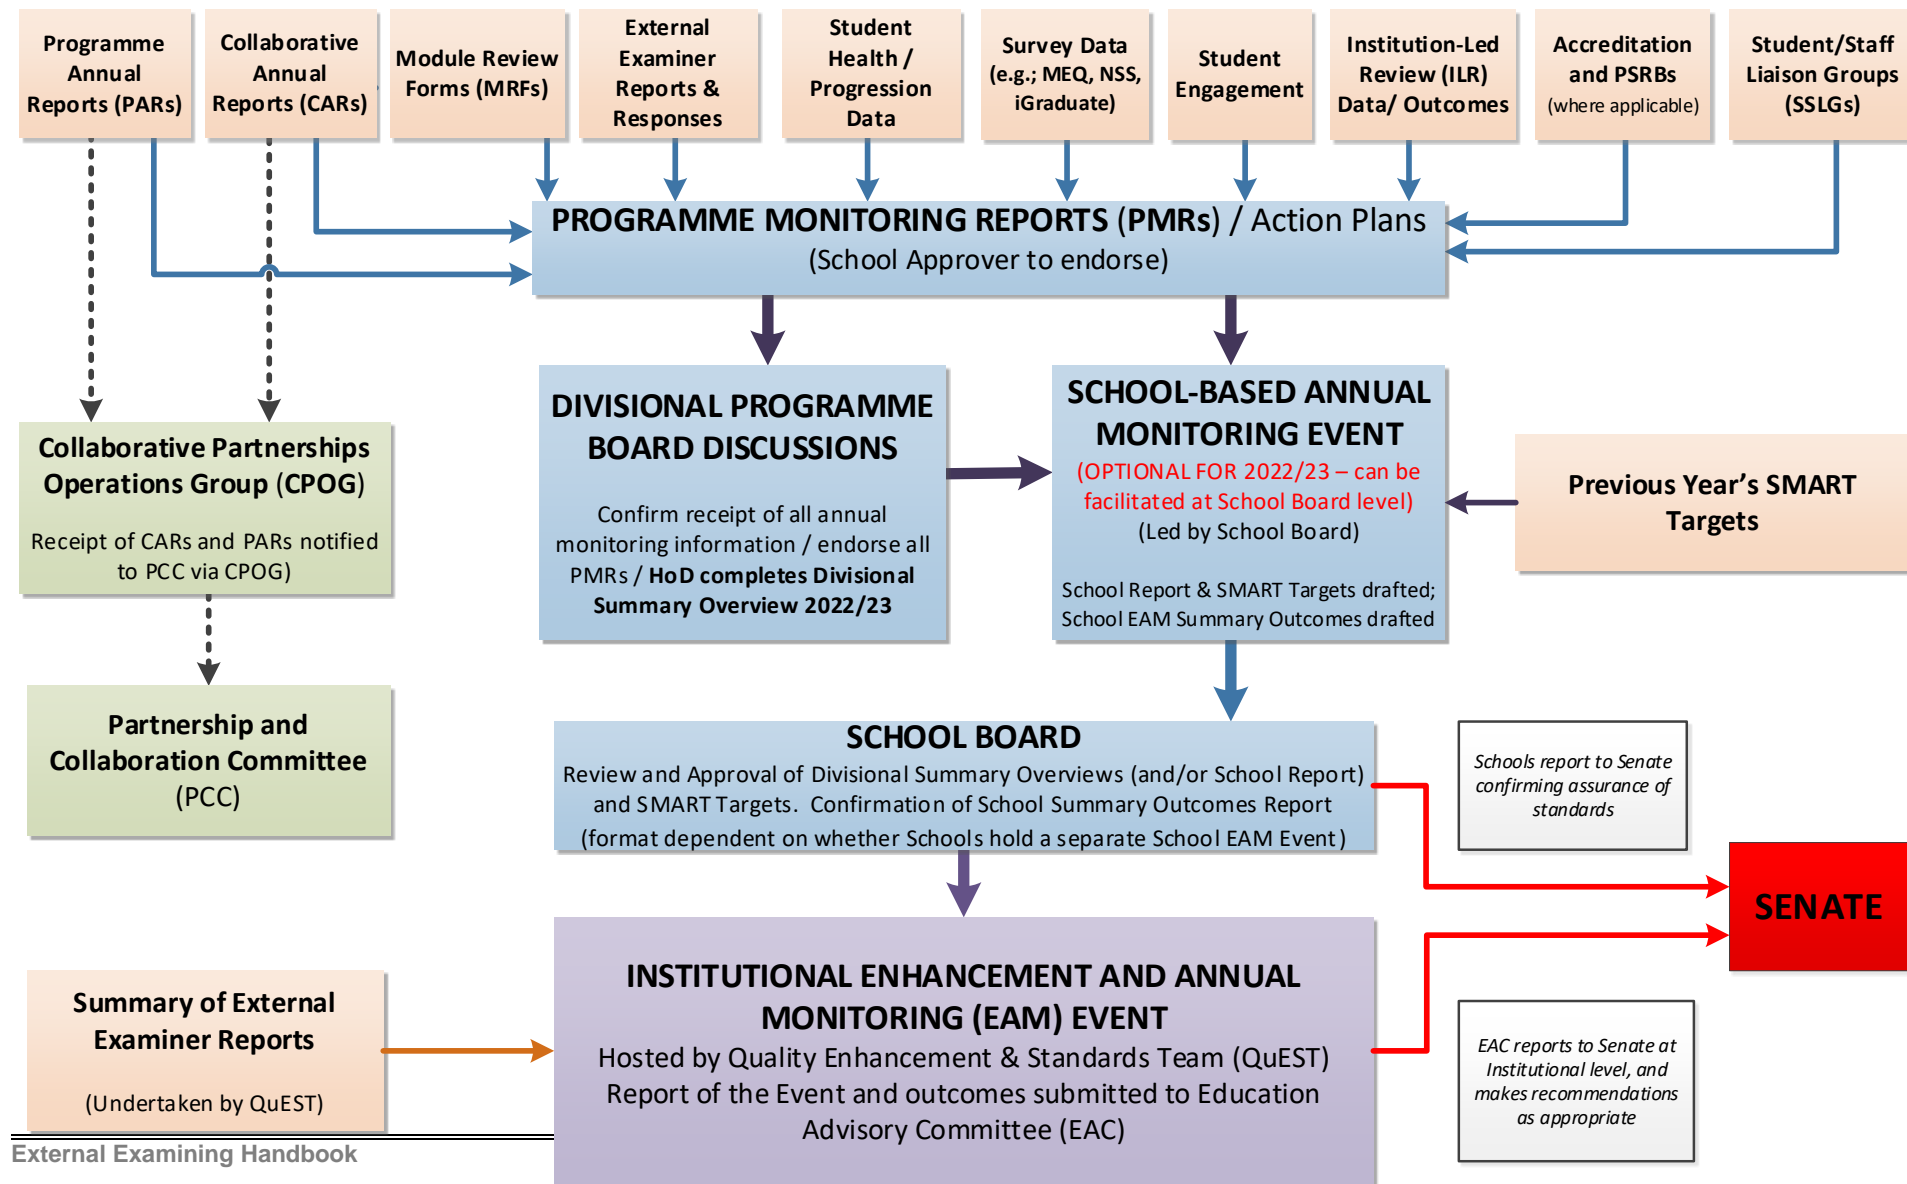 Programme
Annual
Reports (PARs)
Collaborative
Annual
Reports (CARs)
Module Review
Forms (MRFs)
External
Examiner
Reports &
Responses
Student
Health /
Progression
Data
Survey Data
(e.g.; MEQ, NSS,
iGraduate)
Student
Engagement
Institution-Led
Review (ILR)
Data/ Outcomes
Accreditation
and PSRBs
(where applicable)
Student/Staff
Liaison Groups
(SSLGs)
PROGRAMME MONITORING REPORTS (PMRs) / Action Plans
(School Approver to endorse)
DIVISIONAL PROGRAMME
BOARD DISCUSSIONS
Confirm receipt of all annual
monitoring information / endorse all
PMRs / HoD completes Divisional
Summary Overview 2022/23
SCHOOL-BASED ANNUAL
MONITORING EVENT
(OPTIONAL FOR 2022/23 – can be
facilitated at School Board level)
(Led by School Board)
School Report & SMART Targets drafted;
School EAM Summary Outcomes drafted
Previous Year's SMART
Targets
Collaborative Partnerships
Operations Group (CPOG)
Receipt of CARs and PARs notified
to PCC via CPOG)
Partnership and
Collaboration Committee
(PCC)
SCHOOL BOARD
Review and Approval of Divisional Summary Overviews (and/or School Report)
and SMART Targets.  Confirmation of School Summary Outcomes Report
(format dependent on whether Schools hold a separate School EAM Event)
Schools report to Senate
confirming assurance of
standards
SENATE
INSTITUTIONAL ENHANCEMENT AND ANNUAL
MONITORING (EAM) EVENT
Hosted by Quality Enhancement & Standards Team (QuEST)
Report of the Event and outcomes submitted to Education
Advisory Committee (EAC)
Summary of External
Examiner Reports
(Undertaken by QuEST)
EAC reports to Senate at
Institutional level, and
makes recommendations
as appropriate
External Examining Handbook